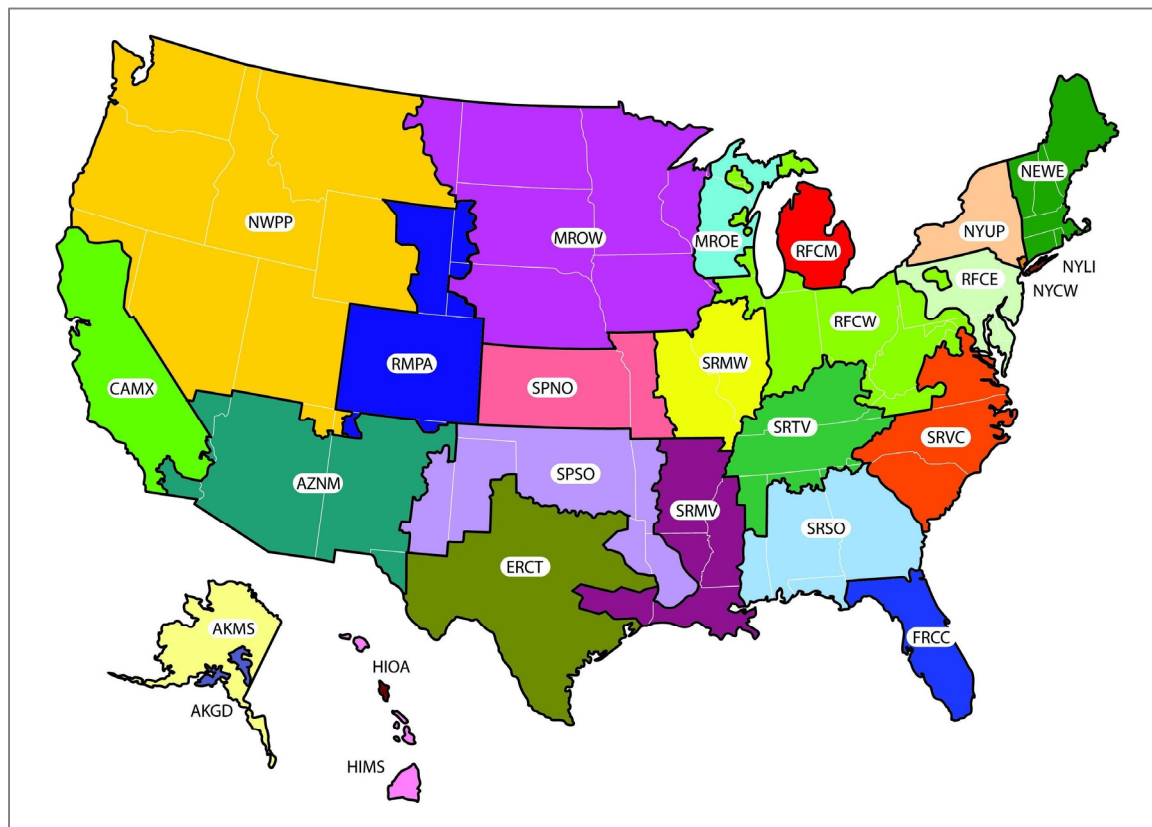 NEWE
NWPP
NYUP
MROW
MROE
RFCM
NYLI
RFCE
NYCW
RFCW
RMPA
SRMW
CAMX
SPNO
SRTV
SRVC
SPSO
AZNM
SRMV
SRSO
ERCT
AKMS
FRCC
HIOA
AKGD
HIMS